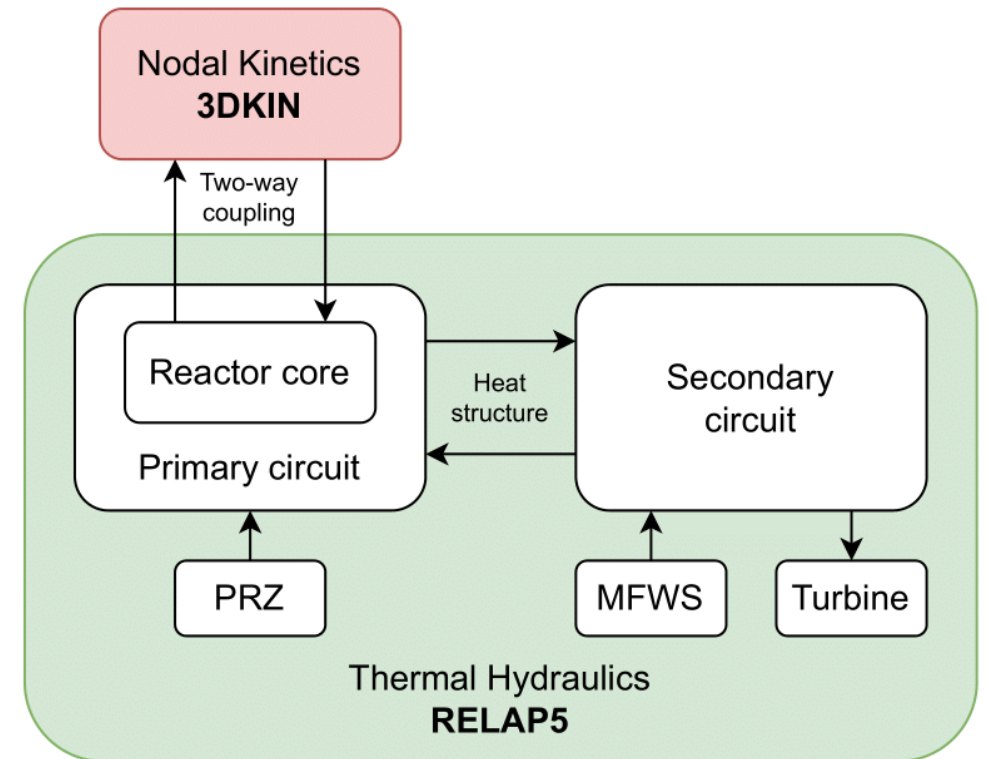 Nodal Kinetics
3DKIN
Two-way
coupling
Reactor core
Primary circuit
Heat
structure
Secondary
circuit
PRZ
MFWS
Turbine
Thermal Hydraulics
RELAP5